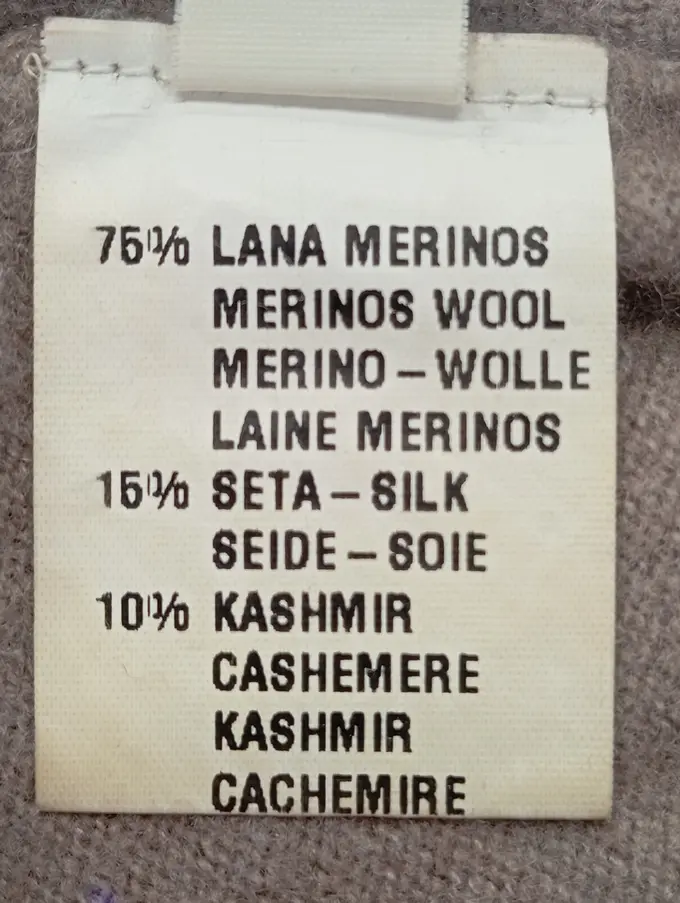 75% LANA MERINOS
MERINOS WOOL
MERINO – WOLLE
LAINE MERINOS
15% SETA – SILK
SEIDE – SOIE
10% KASHMIR
CASHEMERE
KASHMIR
CACHEMIRE